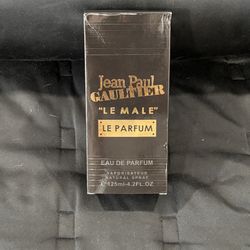 Jean Paul
GAULTIER
"LE MALE"
LE PARFUM
EAU DE PARFUM
VAPORISATEUR
NATURAL SPRAY
125ml-4.2FL.OZ